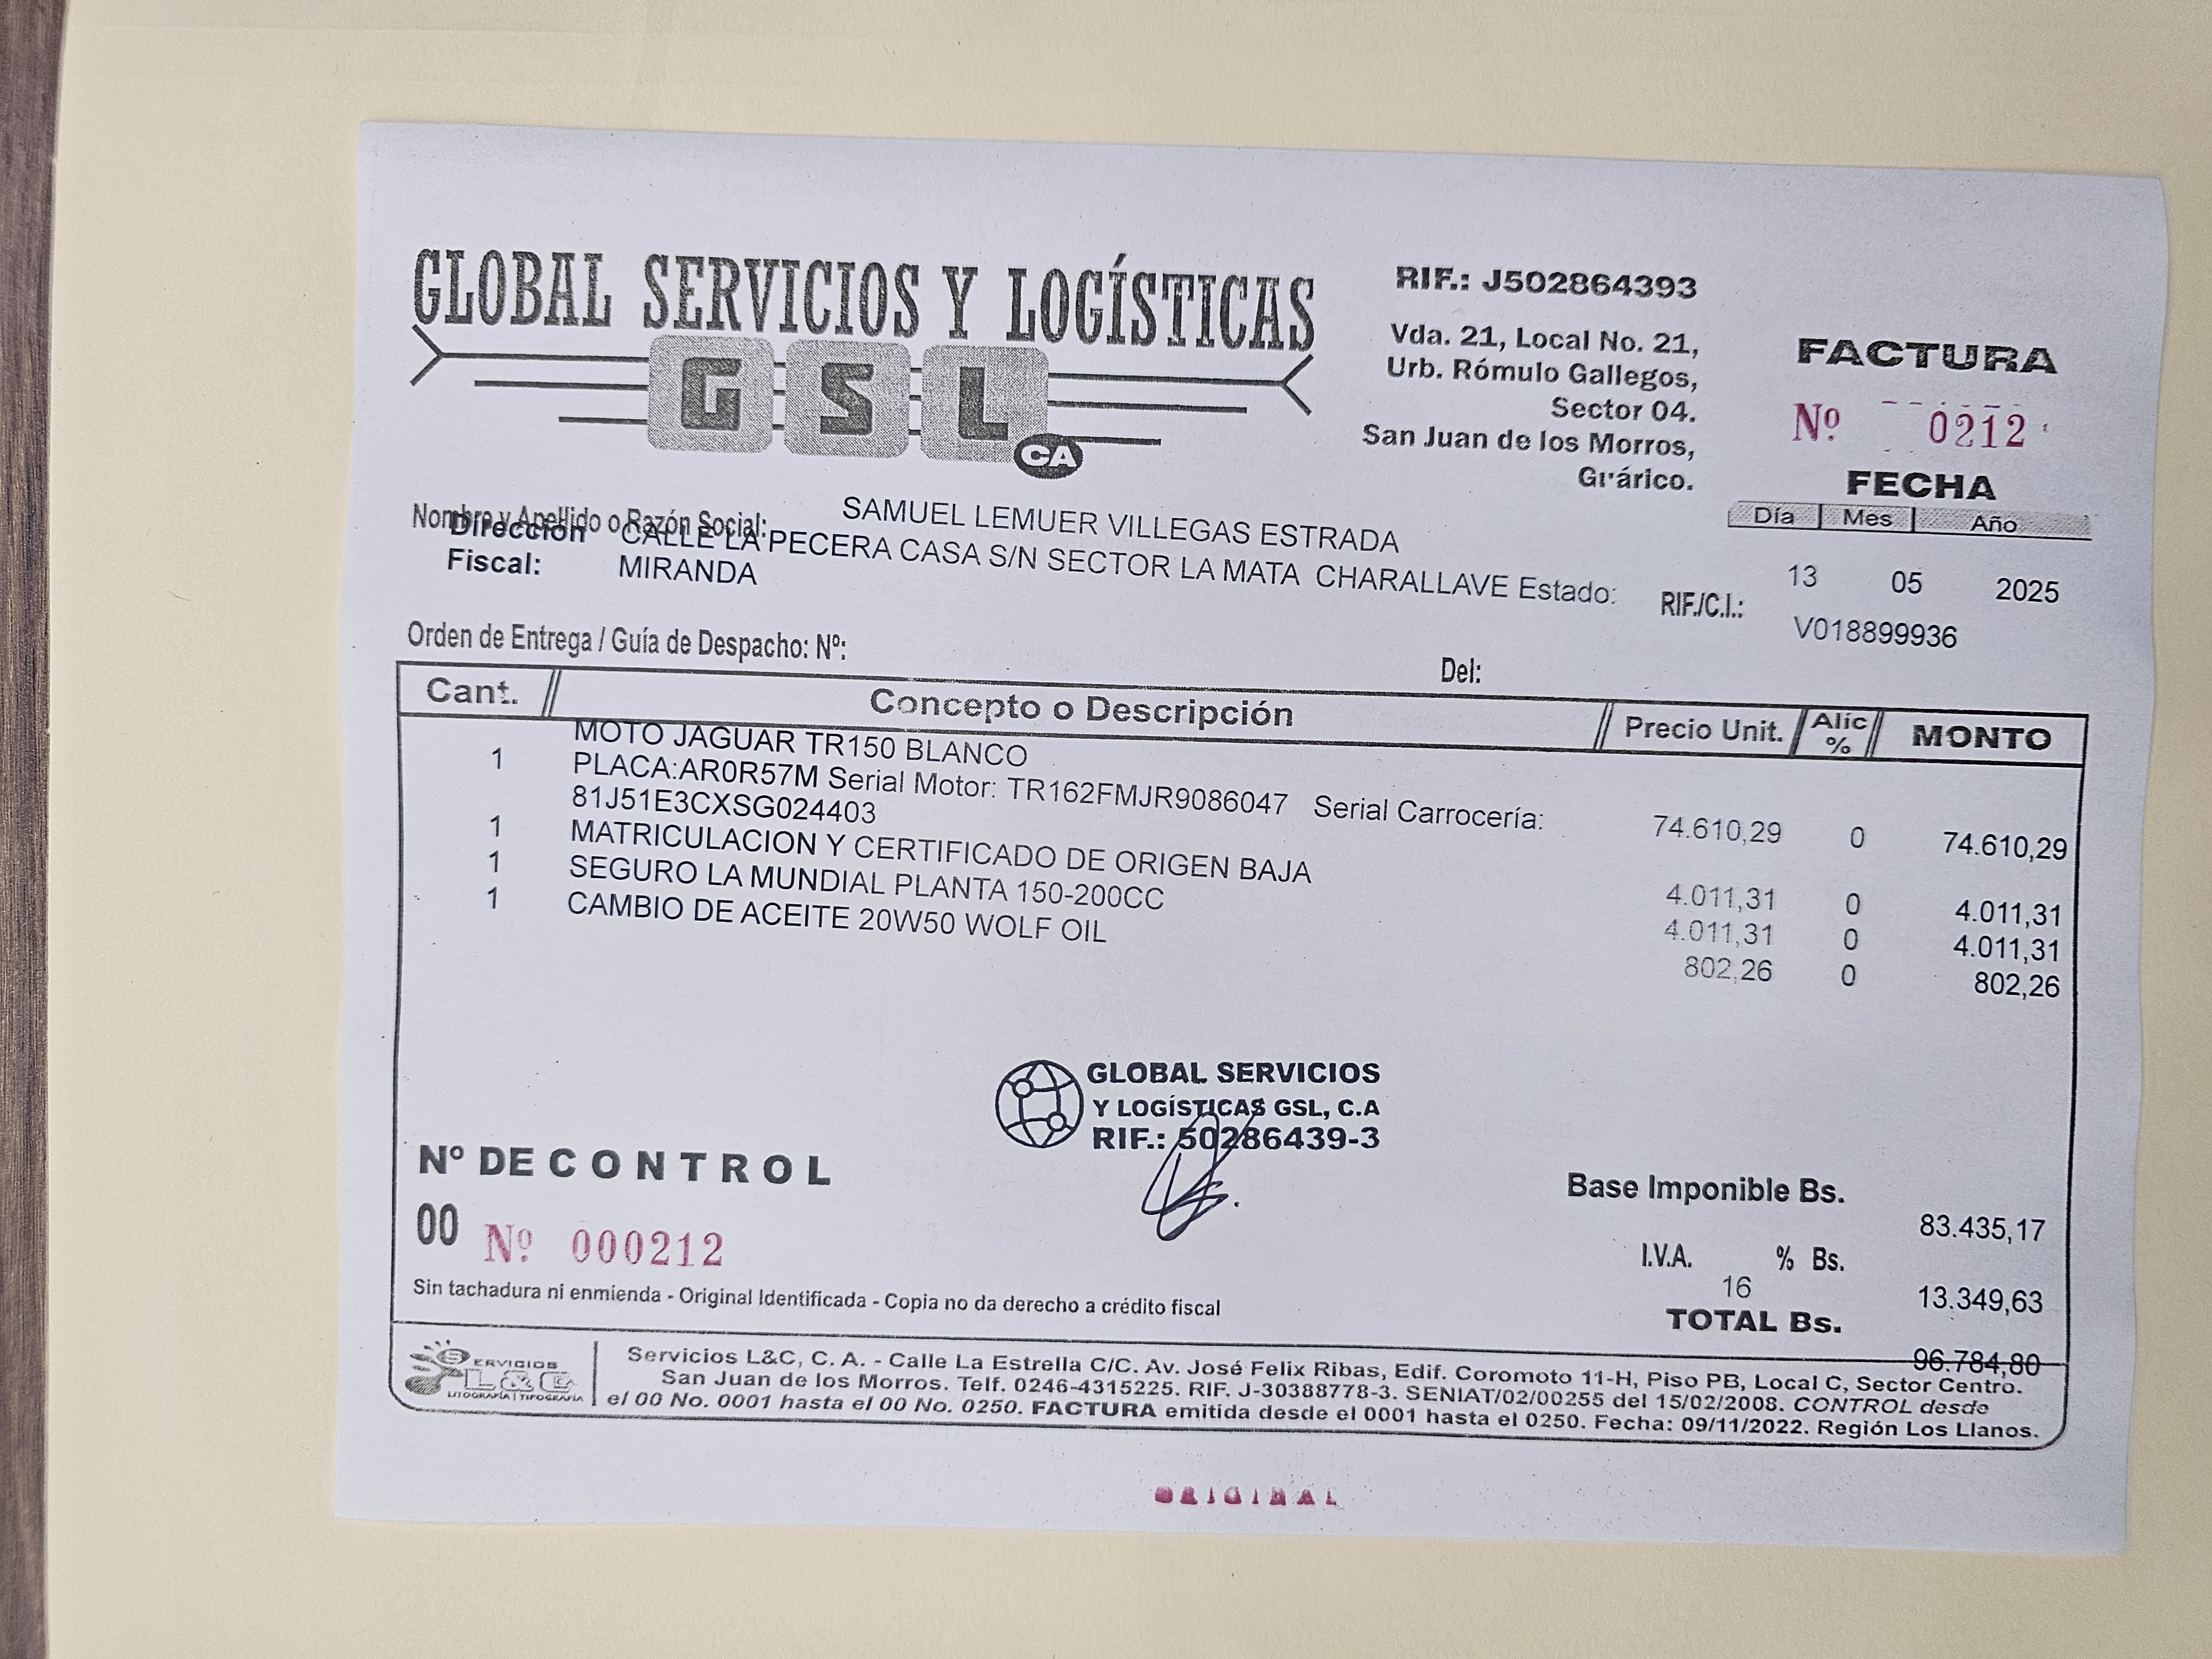 GLOBAL SERVICIOS Y LOGÍSTICAS
GSL CA
RIF.: J502864393
Vda. 21, Local No. 21,
Urb. Rómulo Gallegos,
Sector 04.
San Juan de los Morros,
Grárico.
FACTURA
Nº 0212
FECHA
Día Mes Año
13 05 2025
Nombre y Apellido o Razón Social: SAMUEL LEMUER VILLEGAS ESTRADA
Dirección CALLE LA PECERA CASA S/N SECTOR LA MATA CHARALLAVE Estado:
Fiscal: MIRANDA
RIF./C.I.: V018899936
Orden de Entrega / Guía de Despacho: Nº: Del:
Cant. Concepto o Descripción Precio Unit. Alíc % MONTO
MOTO JAGUAR TR150 BLANCO
1 PLACA:AR0R57M Serial Motor: TR162FMJR9086047 Serial Carrocería:
81J51E3CXSG024403 74.610,29 0 74.610,29
1 MATRICULACION Y CERTIFICADO DE ORIGEN BAJA 4.011,31 0 4.011,31
1 SEGURO LA MUNDIAL PLANTA 150-200CC 4.011,31 0 4.011,31
1 CAMBIO DE ACEITE 20W50 WOLF OIL 802,26 0 802,26
GLOBAL SERVICIOS
Y LOGÍSTICAS GSL, C.A
RIF.: 50286439-3
Nº DE CONTROL
00 Nº 000212
Base Imponible Bs. 83.435,17
I.V.A. 16 % Bs. 13.349,63
TOTAL Bs. 96.784,80
Sin tachadura ni enmienda - Original Identificada - Copia no da derecho a crédito fiscal
SERVICIOS
L&C CA
LITOGRAFÍA | TIPOGRAFÍA
Servicios L&C, C. A. - Calle La Estrella C/C. Av. José Felix Ribas, Edif. Coromoto 11-H, Piso PB, Local C, Sector Centro.
San Juan de los Morros. Telf. 0246-4315225. RIF. J-30388778-3. SENIAT/02/00255 del 15/02/2008. CONTROL desde
el 00 No. 0001 hasta el 00 No. 0250. FACTURA emitida desde el 0001 hasta el 0250. Fecha: 09/11/2022. Región Los Llanos.
ORIGINAL